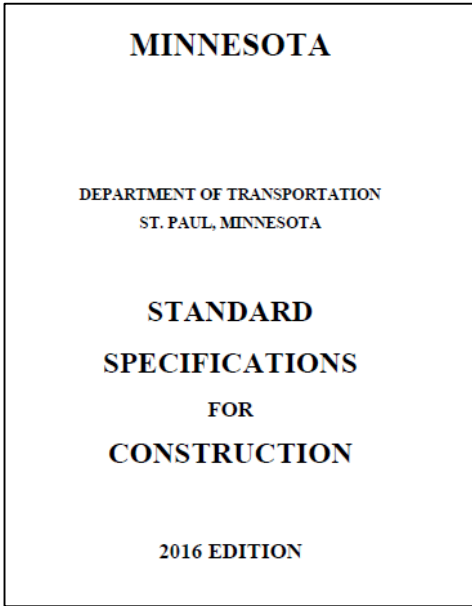 MINNESOTA
DEPARTMENT OF TRANSPORTATION
ST. PAUL, MINNESOTA
STANDARD
SPECIFICATIONS
FOR
CONSTRUCTION
2016 EDITION